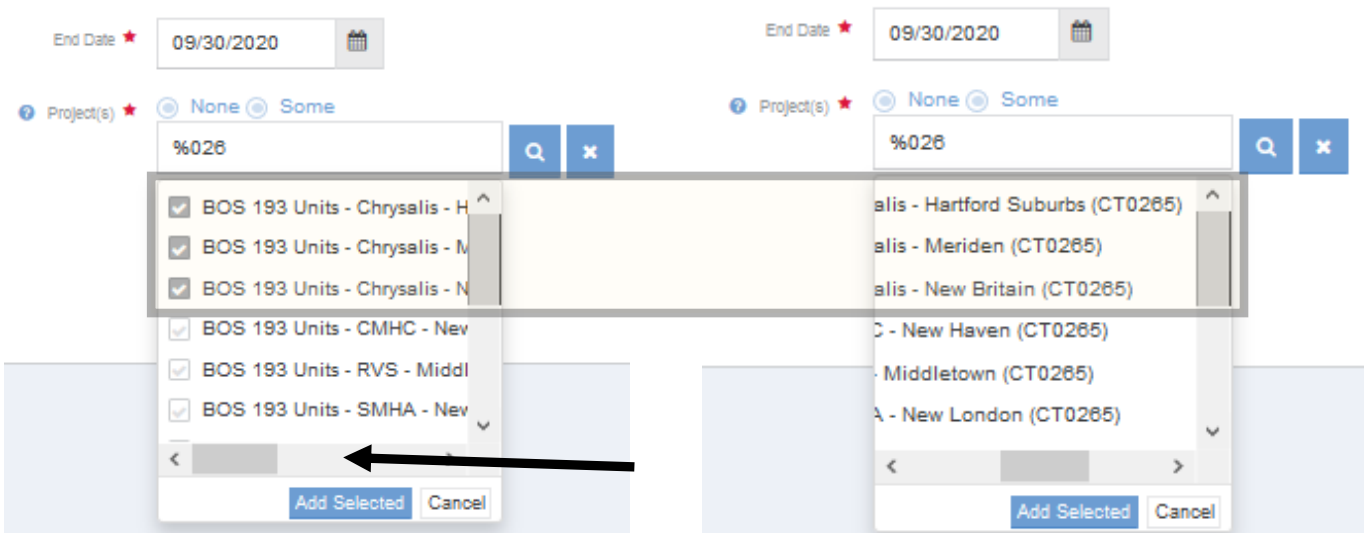 End Date ★ 09/30/2020
Project(s) ★ None Some
%026
BOS 193 Units - Chrysalis - H
BOS 193 Units - Chrysalis - M
BOS 193 Units - Chrysalis - N
BOS 193 Units - CMHC - New
BOS 193 Units - RVS - Middl
BOS 193 Units - SMHA - New
Add Selected Cancel
End Date ★ 09/30/2020
Project(s) ★ None Some
%026
alis - Hartford Suburbs (CT0265)
alis - Meriden (CT0265)
alis - New Britain (CT0265)
C - New Haven (CT0265)
- Middletown (CT0265)
A - New London (CT0265)
Add Selected Cancel